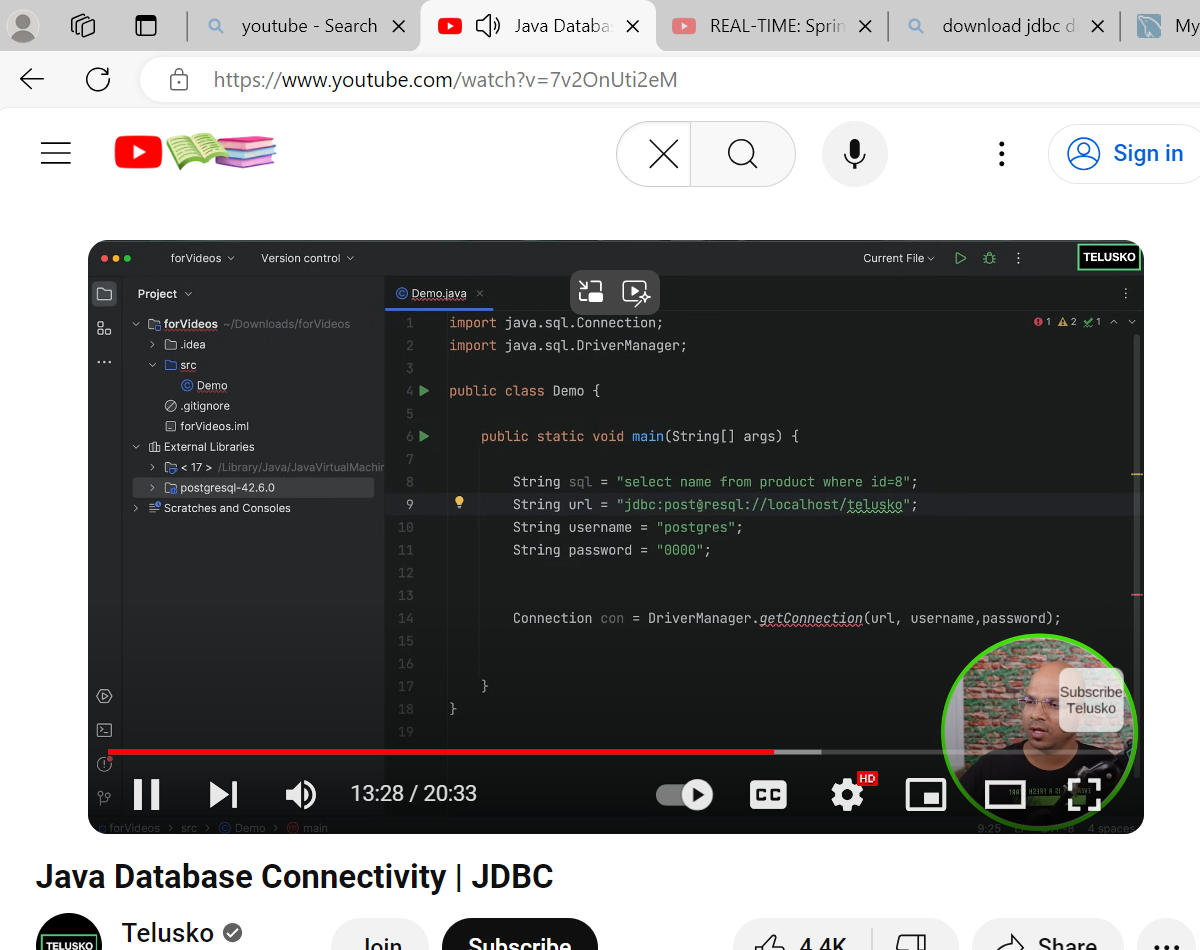 youtube - Search
Java Databa
REAL-TIME: Sprin
download jdbc d
My
https://www.youtube.com/watch?v=7v2OnUti2eM
Sign in
forVideos
Version control
Current File
TELUSKO
Project
Demo.java
forVideos ~/Downloads/forVideos
.idea
src
Demo
.gitignore
forVideos.iml
External Libraries
< 17 > /Library/Java/JavaVirtualMachin
postgresql-42.6.0
Scratches and Consoles
1 2 1
1 import java.sql.Connection;
2 import java.sql.DriverManager;
3
4 public class Demo {
5
6 public static void main(String[] args) {
7
8 String sql = "select name from product where id=8";
9 String url = "jdbc:postgresql://localhost/telusko";
10 String username = "postgres";
11 String password = "0000";
12
13
14 Connection con = DriverManager.getConnection(url, username,password);
15
16
17 }
18 }
19
Subscribe
Telusko
13:28 / 20:33
CC
HD
forVideos > src > Demo > main
9:25
4 spaces
Java Database Connectivity | JDBC
TELUSKO
Telusko
Join
Subscribe
4.4K
Share